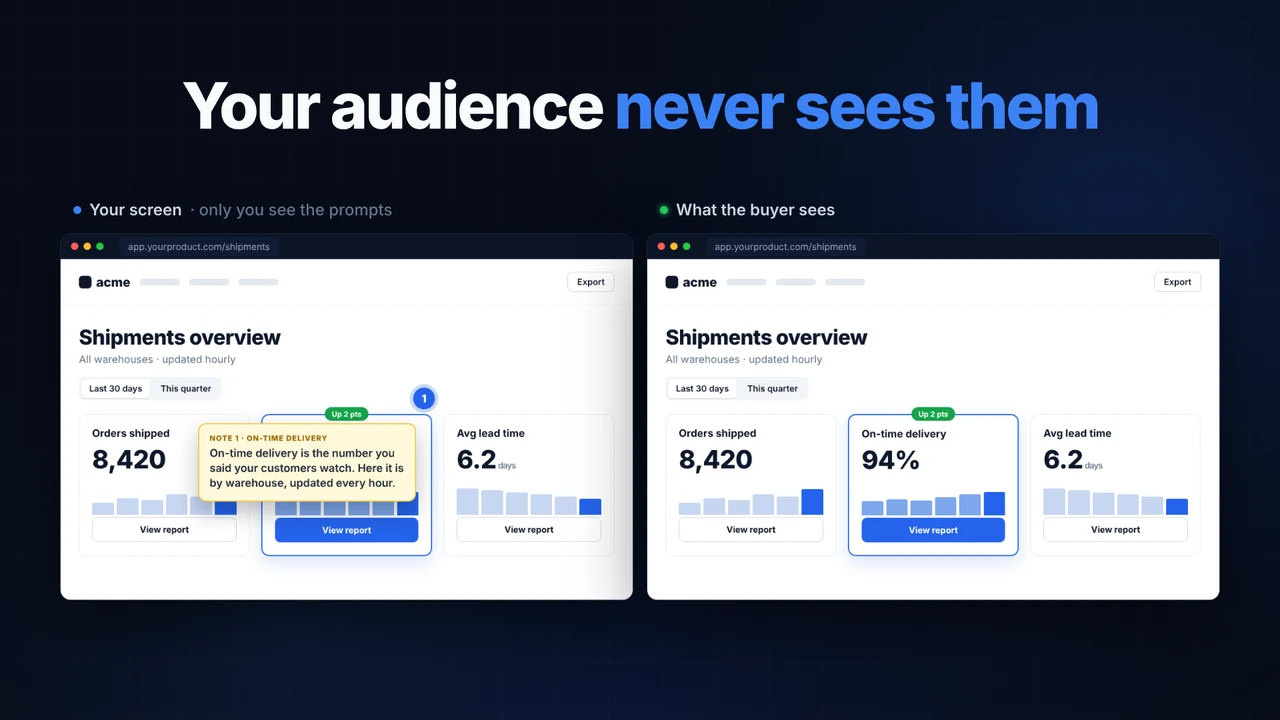 Your audience never sees them
Your screen · only you see the prompts
app.yourproduct.com/shipments
acme
Export
Shipments overview
All warehouses · updated hourly
Last 30 days
This quarter
1
Up 2 pts
Orders shipped
8,420
NOTE 1 · ON-TIME DELIVERY
On-time delivery is the number you
said your customers watch. Here it is
by warehouse, updated every hour.
Avg lead time
6.2 days
View report
View report
View report
What the buyer sees
app.yourproduct.com/shipments
acme
Export
Shipments overview
All warehouses · updated hourly
Last 30 days
This quarter
Up 2 pts
Orders shipped
8,420
On-time delivery
94%
Avg lead time
6.2 days
View report
View report
View report